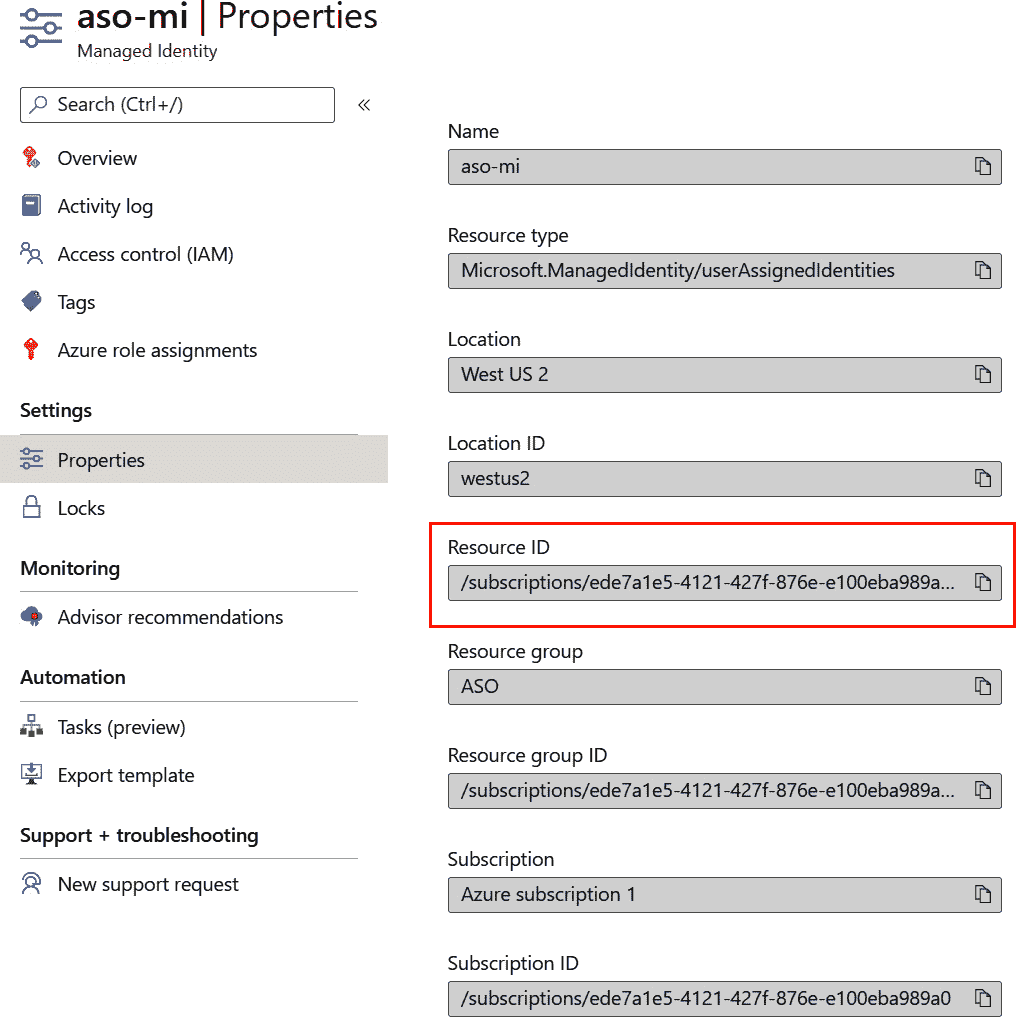 aso-mi | Properties
Managed Identity
Search (Ctrl+/)
«
Overview
Activity log
Access control (IAM)
Tags
Azure role assignments
Settings
Properties
Locks
Monitoring
Advisor recommendations
Automation
Tasks (preview)
Export template
Support + troubleshooting
New support request
Name
aso-mi
Resource type
Microsoft.ManagedIdentity/userAssignedIdentities
Location
West US 2
Location ID
westus2
Resource ID
/subscriptions/ede7a1e5-4121-427f-876e-e100eba989a...
Resource group
ASO
Resource group ID
/subscriptions/ede7a1e5-4121-427f-876e-e100eba989a...
Subscription
Azure subscription 1
Subscription ID
/subscriptions/ede7a1e5-4121-427f-876e-e100eba989a0